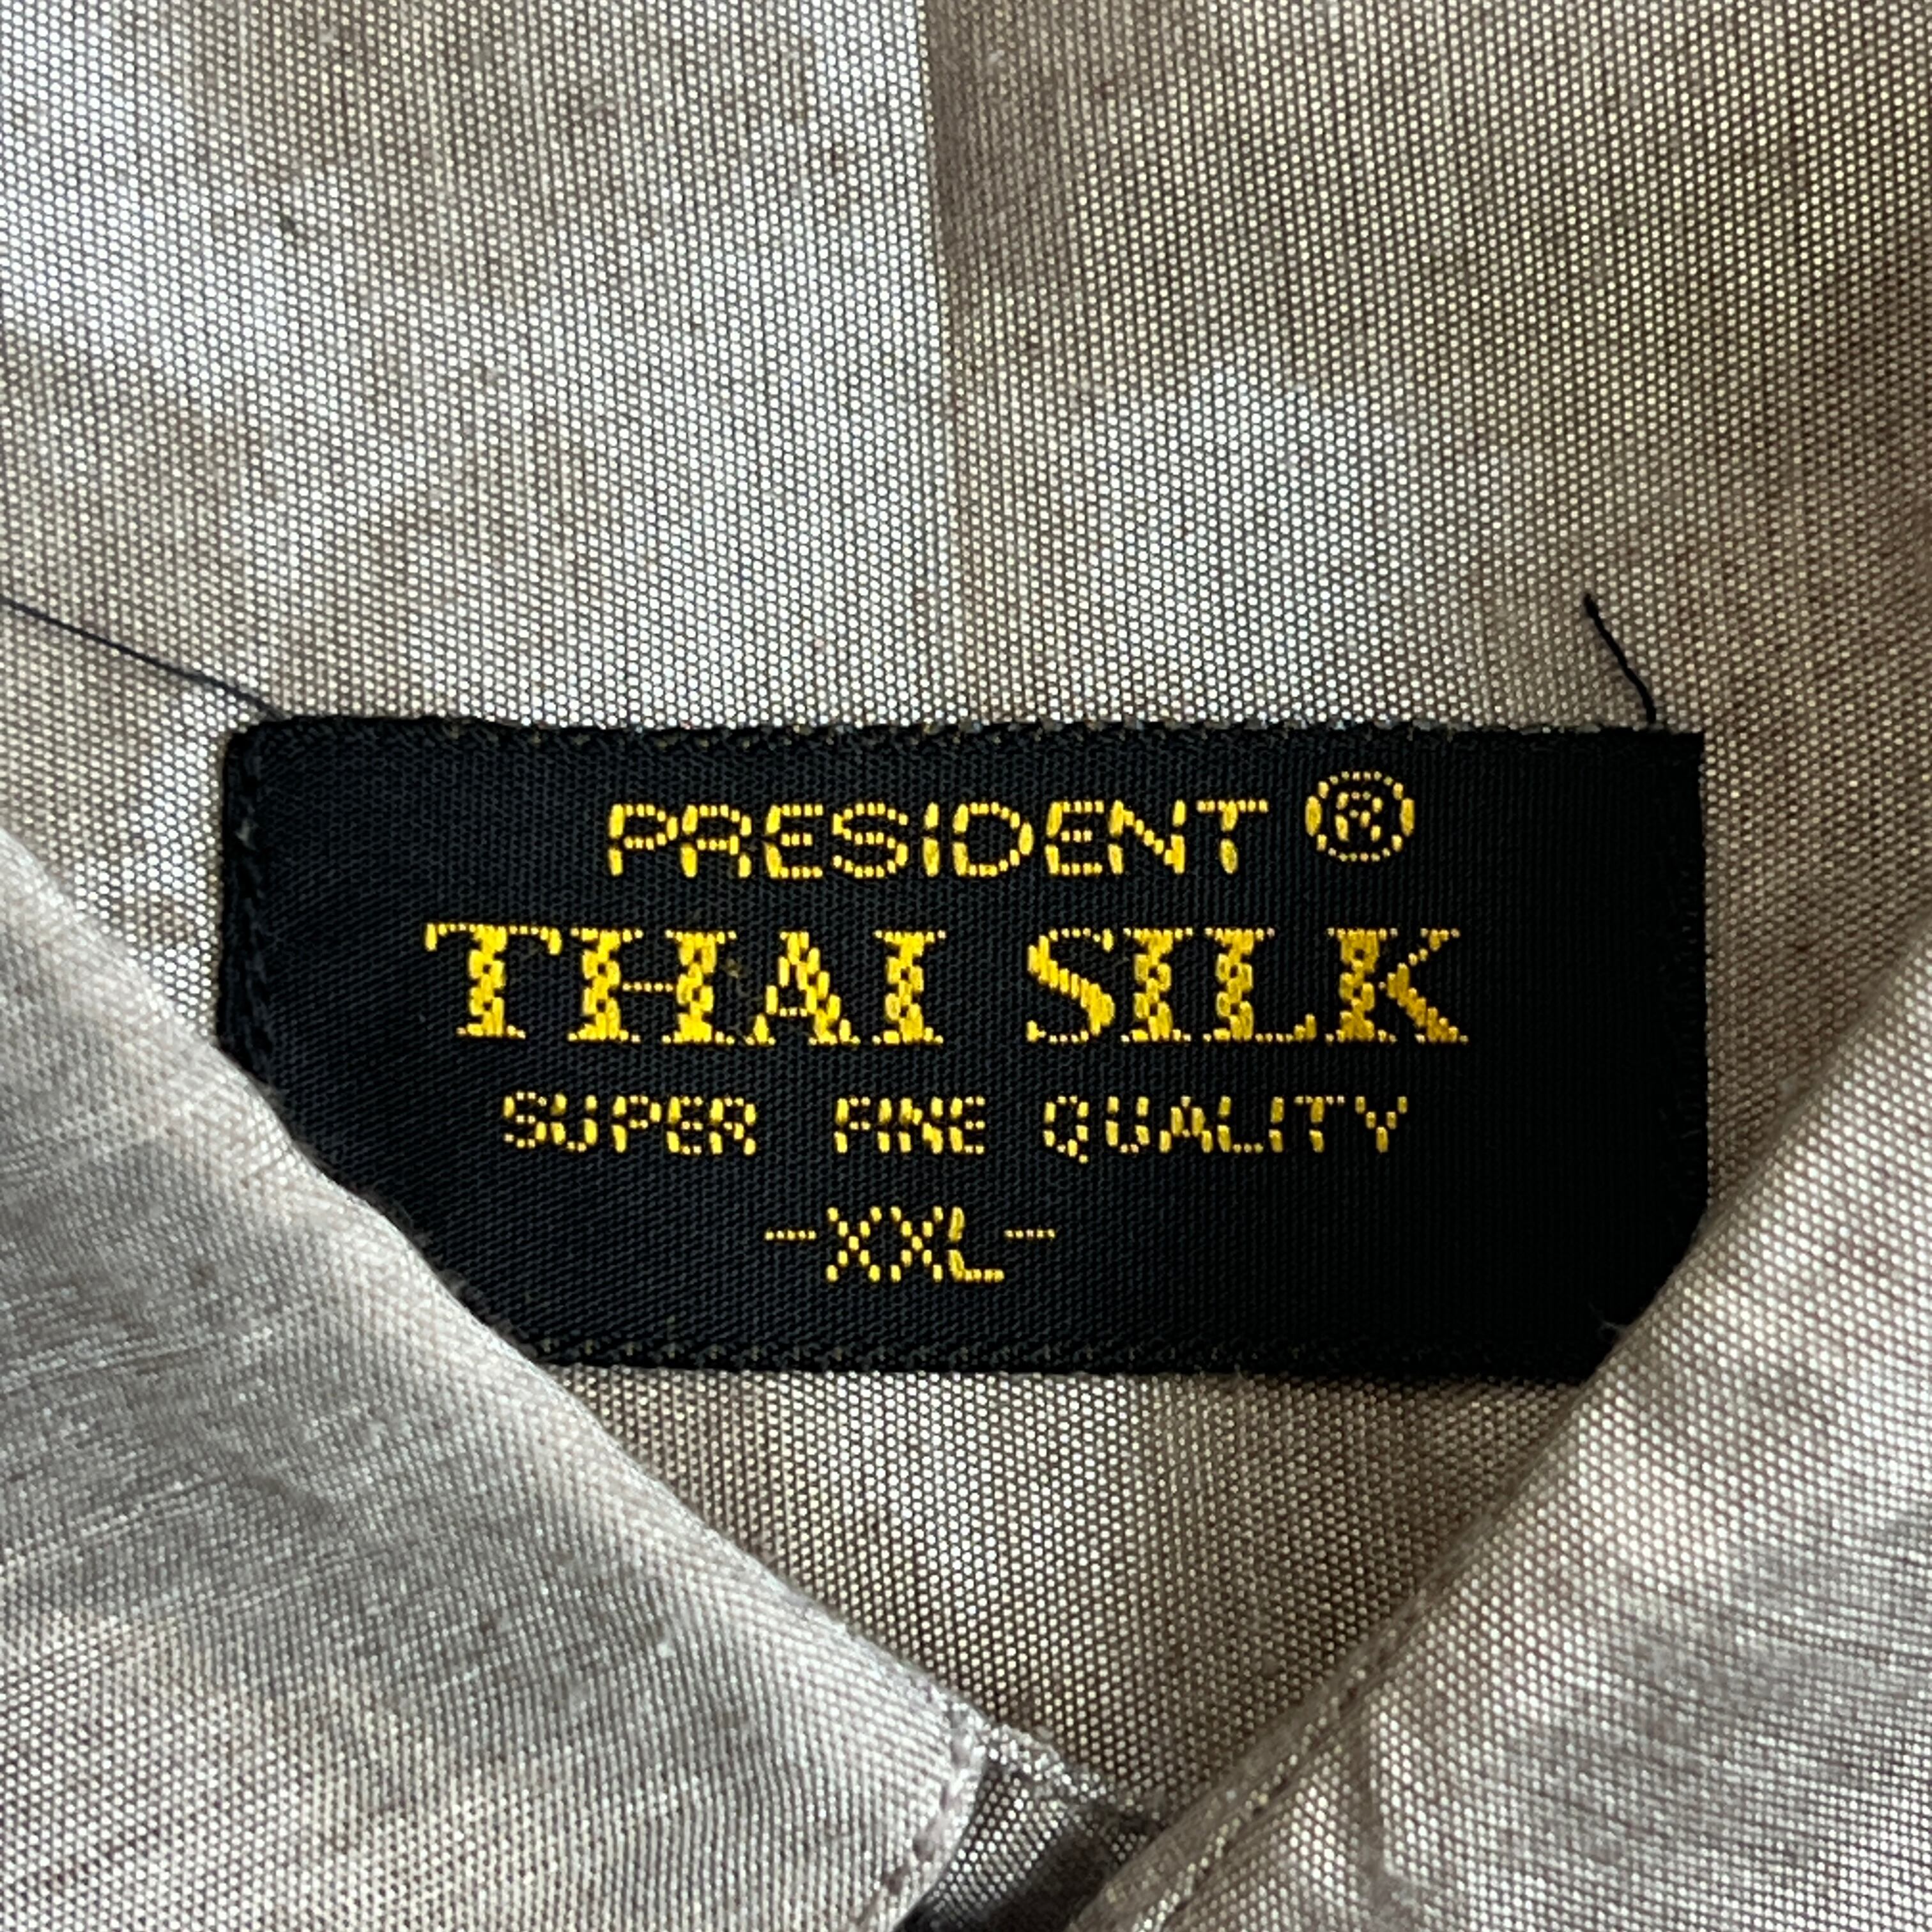 PRESIDENT ®
THAI SILK
SUPER FINE QUALITY
-XXL-